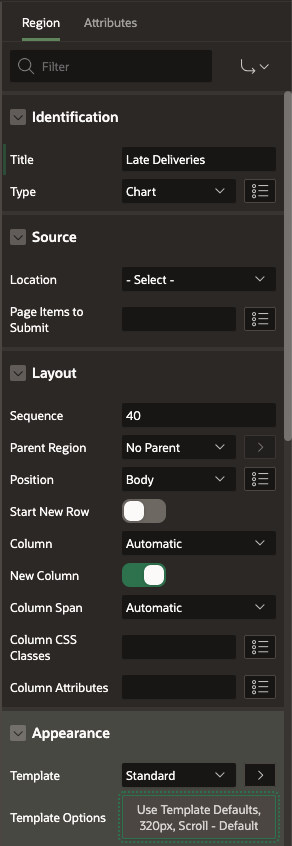 Region Attributes
Filter
Identification
Title Late Deliveries
Type Chart
Source
Location - Select -
Page Items to
Submit
Layout
Sequence 40
Parent Region No Parent
Position Body
Start New Row
Column Automatic
New Column
Column Span Automatic
Column CSS
Classes
Column Attributes
Appearance
Template Standard
Template Options Use Template Defaults,
320px, Scroll - Default